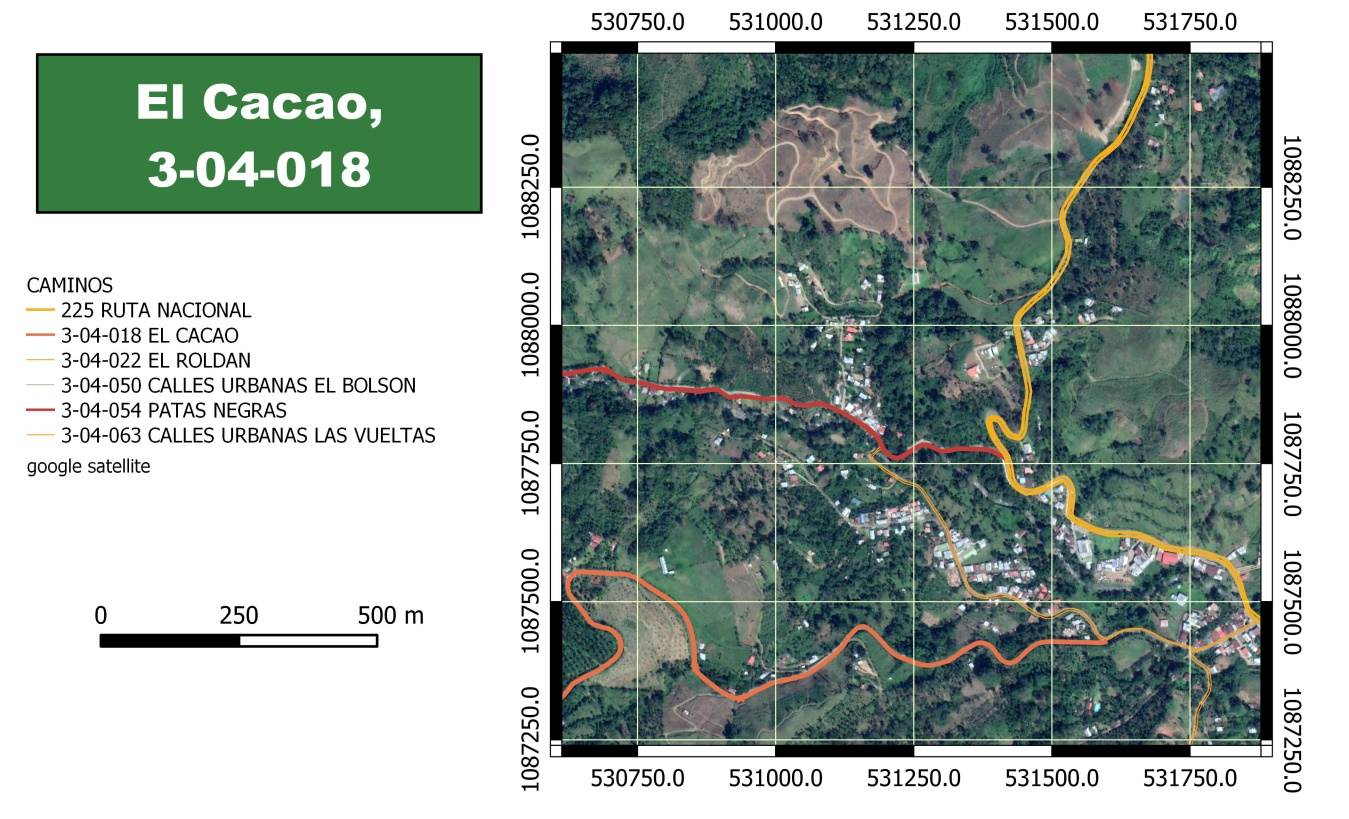 El Cacao,
3-04-018
CAMINOS
225 RUTA NACIONAL
3-04-018 EL CACAO
3-04-022 EL ROLDAN
3-04-050 CALLES URBANAS EL BOLSON
3-04-054 PATAS NEGRAS
3-04-063 CALLES URBANAS LAS VUELTAS
google satellite
0 250 500 m
530750.0 531000.0 531250.0 531500.0 531750.0
1088250.0
1088000.0
1087750.0
1087500.0
1087250.0
1088250.0
1088000.0
1087750.0
1087500.0
1087250.0
530750.0 531000.0 531250.0 531500.0 531750.0